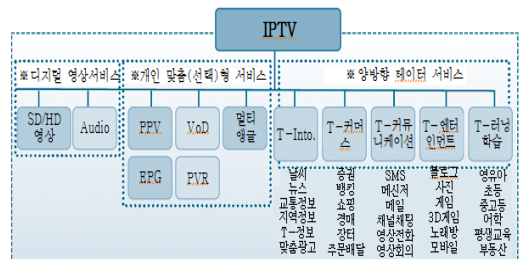 IPTV
※디지털 영상서비스
※개인 맞춤(선택)형 서비스
※양방향 데이터 서비스
SD/HD
영상
Audio
PPV
VoD
멀티
앵글
EPG
PVR
T-Into.
T-커머
스
T-커뮤
니케이션
T-엔터
인먼트
T-러닝
학습
날씨
뉴스
교통정보
지역정보
T-정보
맞춤광고
증권
뱅킹
쇼핑
경매
장터
주문배달
SMS
메신저
메일
채널채팅
영상전화
영상회의
블로그
사진
게임
3D게임
노래방
모바일
영유아
초등
중고등
어학
평생교육
부동산